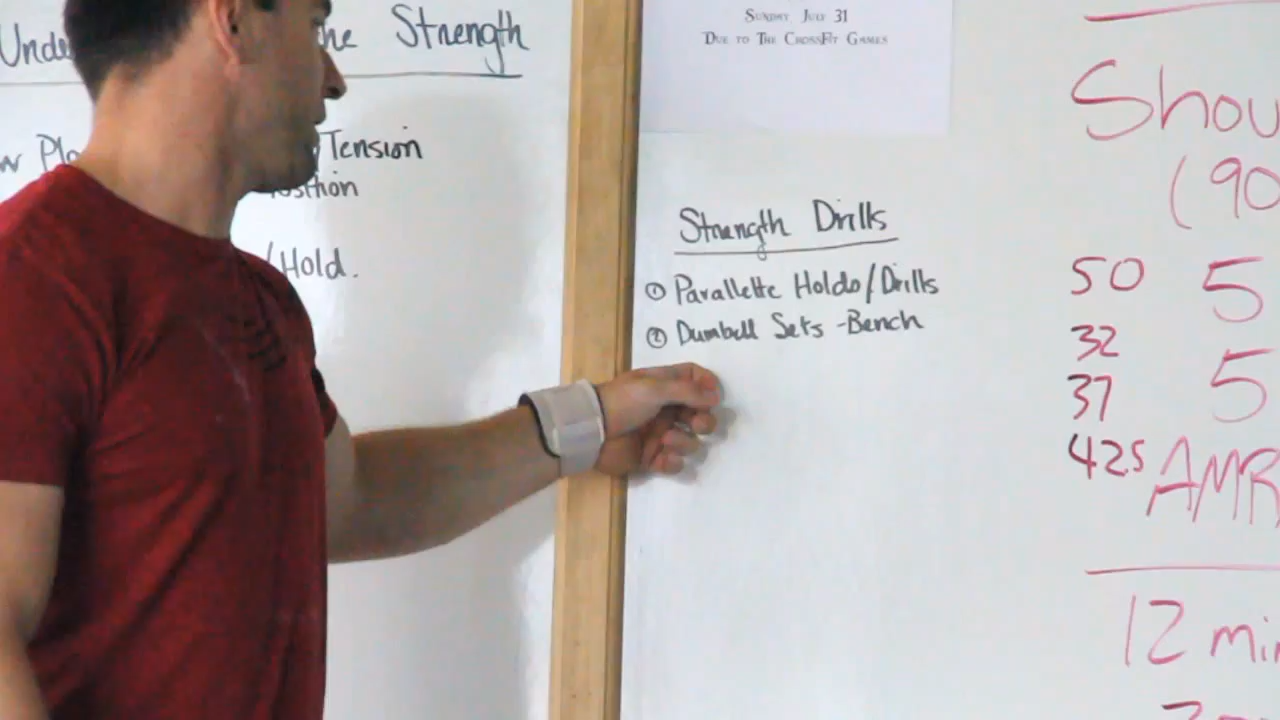 Unde he Strength
Pla Tension
osition
/Hold.
SUNDAY JULY 31
DUE TO THE CROSSFIT GAMES
Strength Drills
① Parallette Holds/Drills
② Dumbell Sets -Bench
Shou
(90
50 5
32
37 5
42.5 AMR
12 min